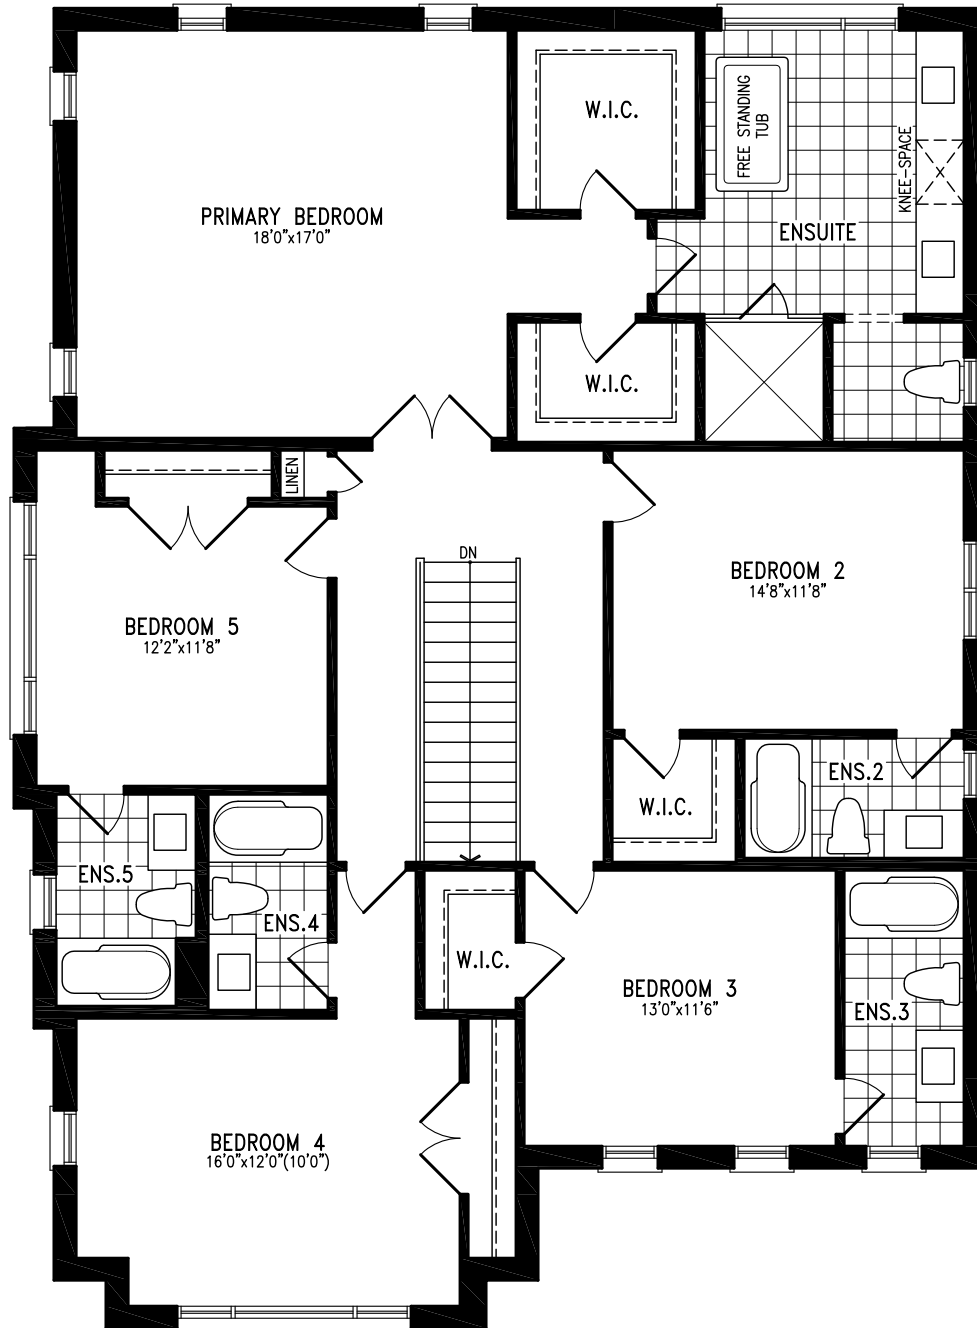 W.I.C.
FREE STANDING
TUB
KNEE-SPACE
PRIMARY BEDROOM
18'0"x17'0"
ENSUITE
W.I.C.
LINEN
DN
BEDROOM 2
14'8"x11'8"
BEDROOM 5
12'2"x11'8"
ENS.2
W.I.C.
ENS.5
ENS.4
W.I.C.
BEDROOM 3
13'0"x11'6"
ENS.3
BEDROOM 4
16'0"x12'0"(10'0")